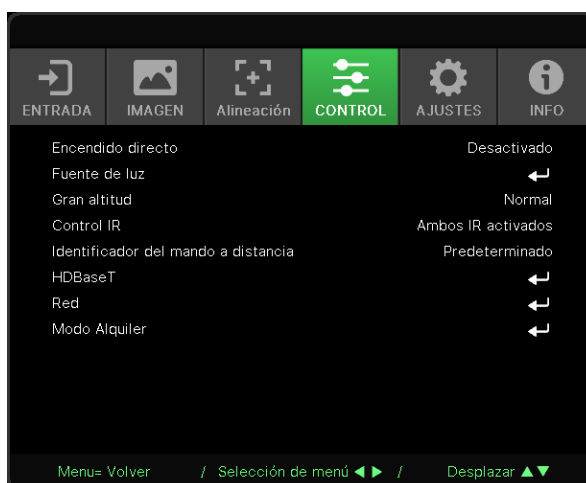 ENTRADA IMAGEN Alineación CONTROL AJUSTES INFO
Encendido directo Desactivado
Fuente de luz
Gran altitud Normal
Control IR Ambos IR activados
Identificador del mando a distancia Predeterminado
HDBaseT
Red
Modo Alquiler
Menu= Volver / Selección de menú ◀ ▶ / Desplazar ▲▼